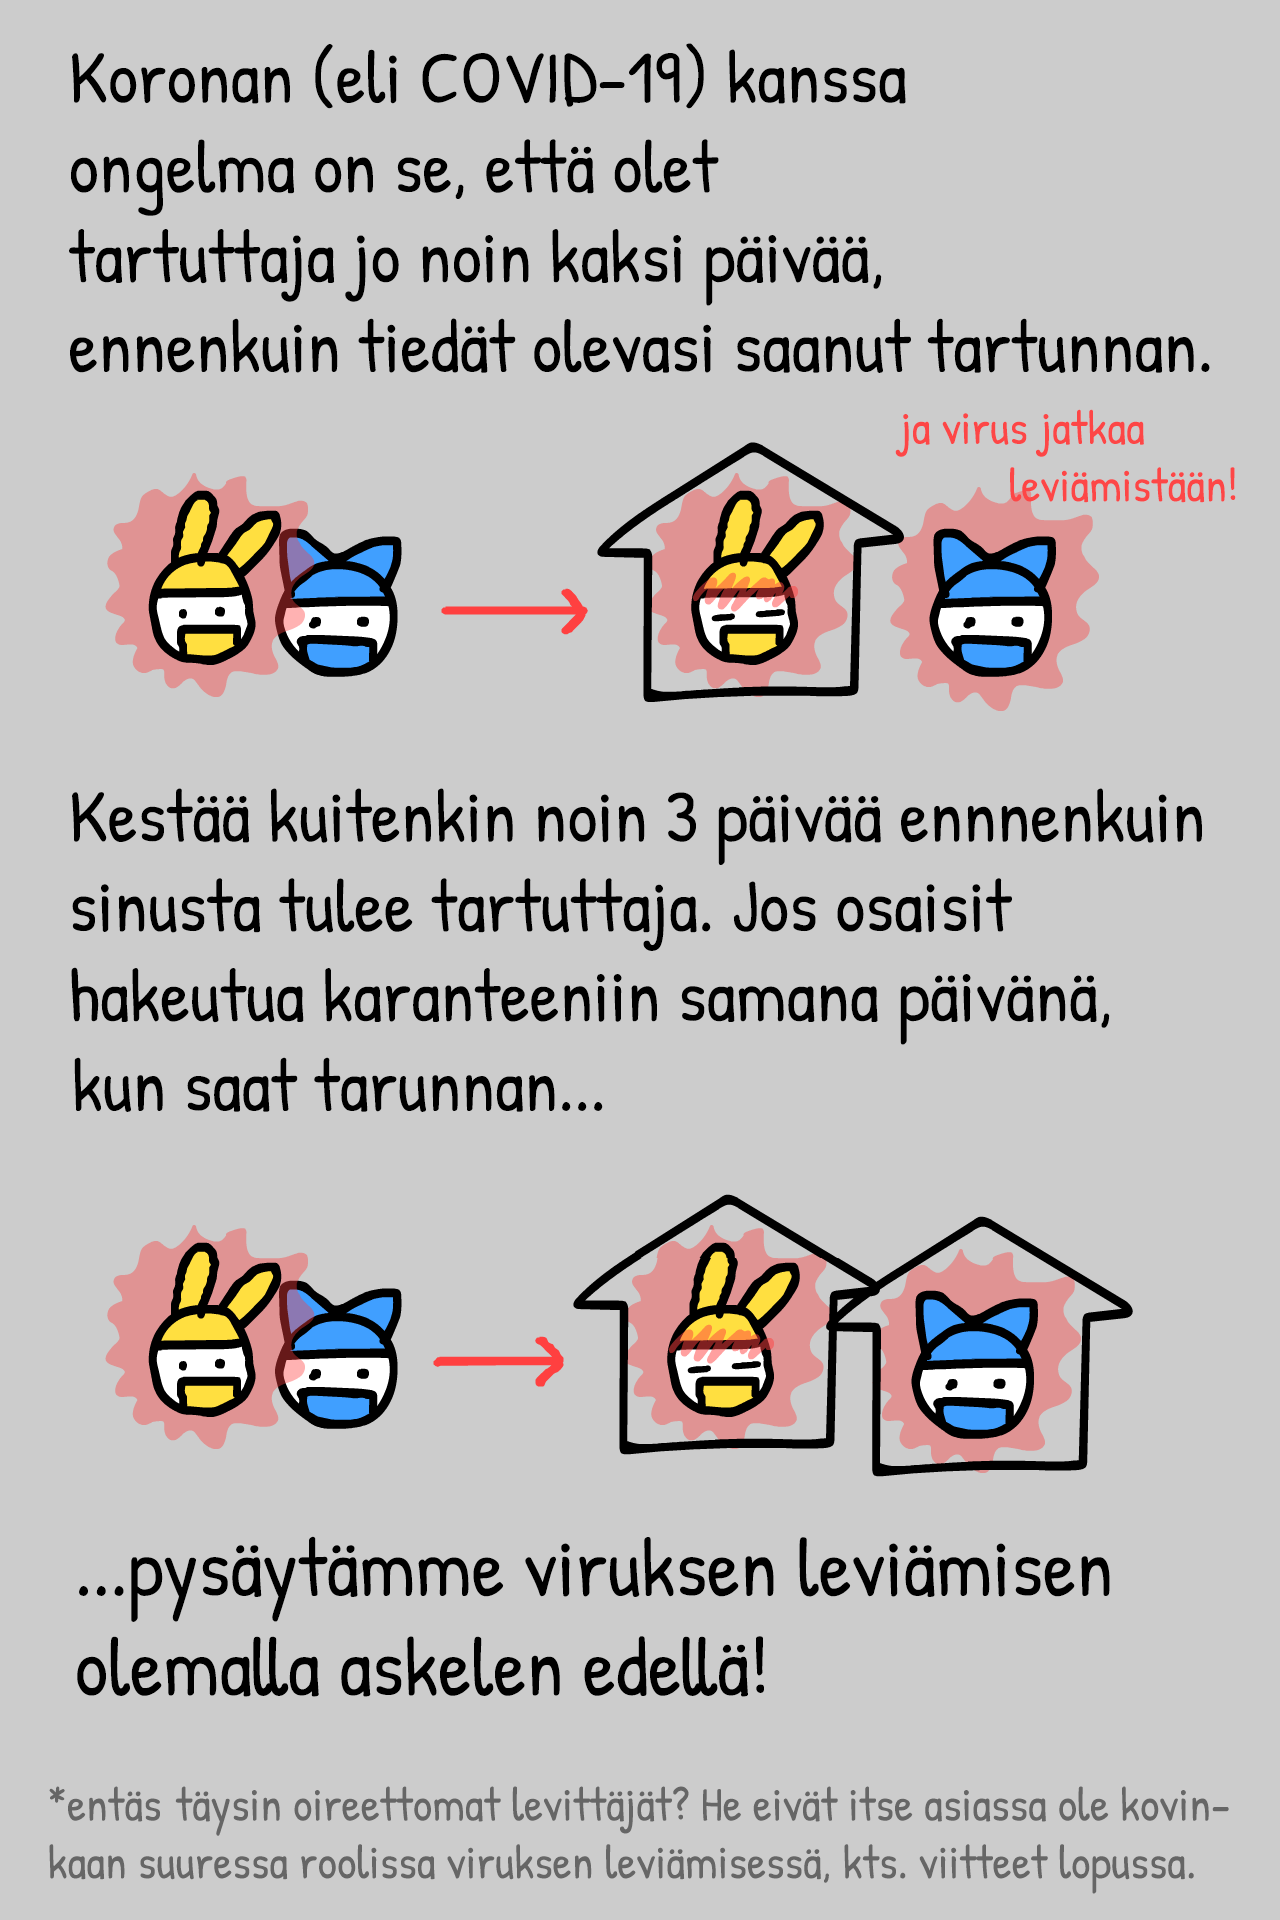 Koronan (eli COVID-19) kanssa
ongelma on se, että olet
tartuttaja jo noin kaksi päivää,
ennenkuin tiedät olevasi saanut tartunnan.
ja virus jatkaa
leviämistään!
Kestää kuitenkin noin 3 päivää ennnenkuin
sinusta tulee tartuttaja. Jos osaisit
hakeutua karanteeniin samana päivänä,
kun saat tarunnan...
...pysäytämme viruksen leviämisen
olemalla askelen edellä!
*entäs täysin oireettomat levittäjät? He eivät itse asiassa ole kovin-
kaan suuressa roolissa viruksen leviämisessä, kts. viitteet lopussa.